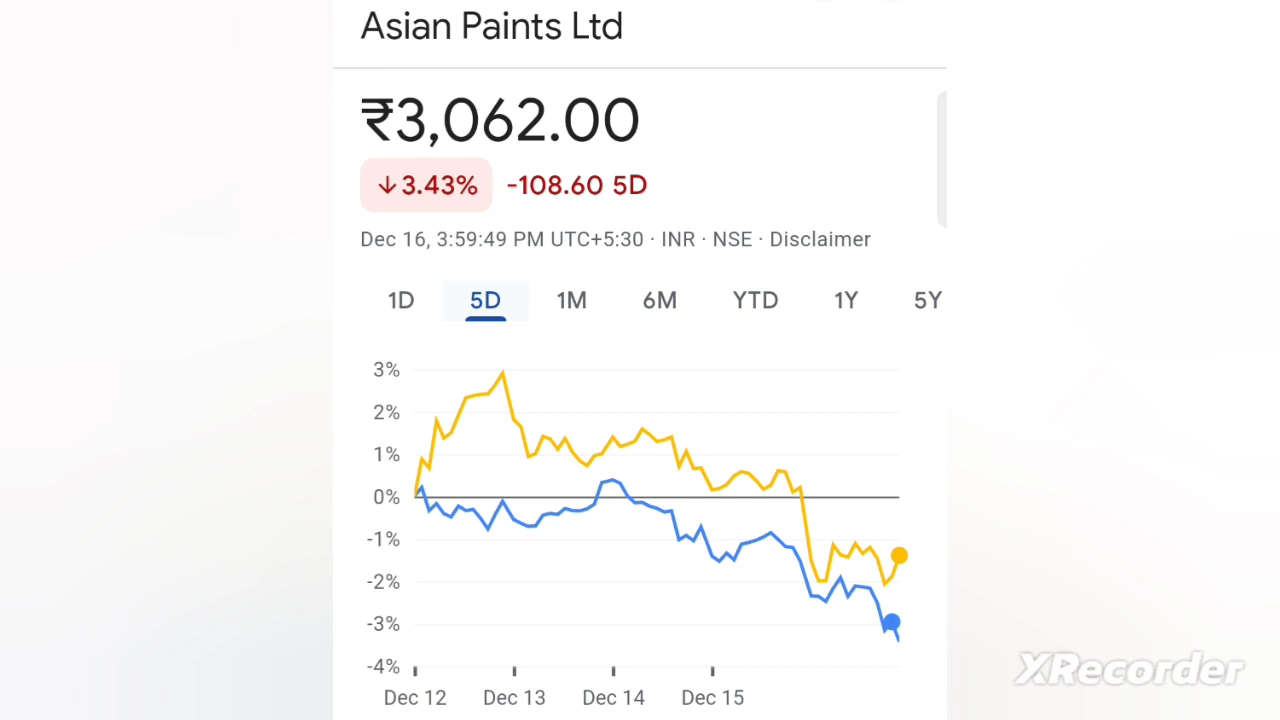 Asian Paints Ltd
₹3,062.00
↓3.43% -108.60 5D
Dec 16, 3:59:49 PM UTC+5:30 · INR · NSE · Disclaimer
1D 5D 1M 6M YTD 1Y 5Y
3%
2%
1%
0%
-1%
-2%
-3%
-4%
Dec 12 Dec 13 Dec 14 Dec 15
XRecorder